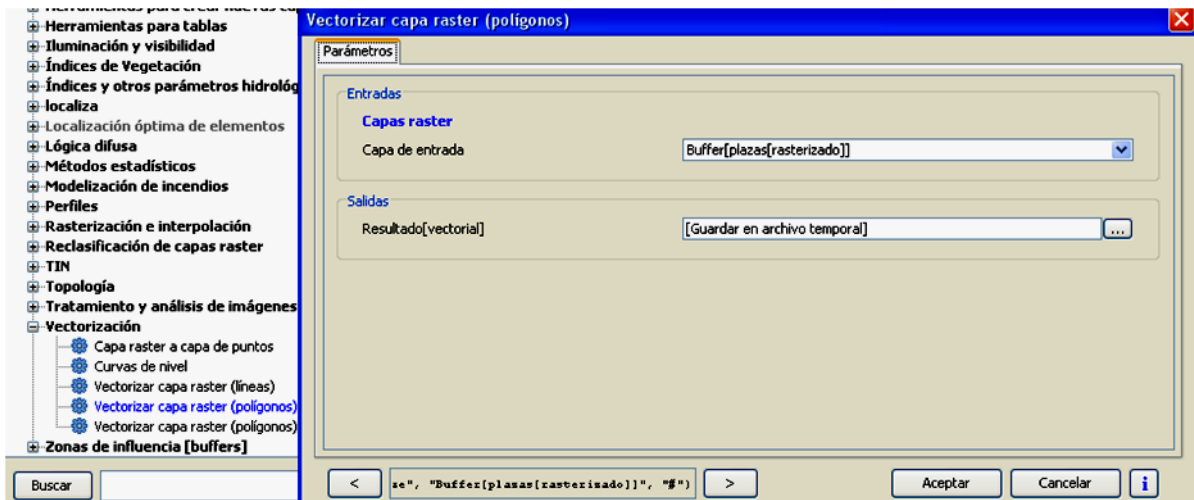 Herramientas para tablas
Iluminación y visibilidad
Índices de Vegetación
Índices y otros parámetros hidrológ
localiza
Localización óptima de elementos
Lógica difusa
Métodos estadísticos
Modelización de incendios
Perfiles
Rasterización e interpolación
Reclasificación de capas raster
TIN
Topología
Tratamiento y análisis de imágenes
Vectorización
Capa raster a capa de puntos
Curvas de nivel
Vectorizar capa raster (líneas)
Vectorizar capa raster (polígonos)
Vectorizar capa raster (polígonos)
Zonas de influencia [buffers]
Buscar
Vectorizar capa raster (polígonos)
Parámetros
Entradas
Capas raster
Capa de entrada
Buffer[plazas[rasterizado]]
Salidas
Resultado[vectorial]
[Guardar en archivo temporal]
...
<
ze", "Buffer[plazas[rasterizado]]", "#")
>
Aceptar
Cancelar
i